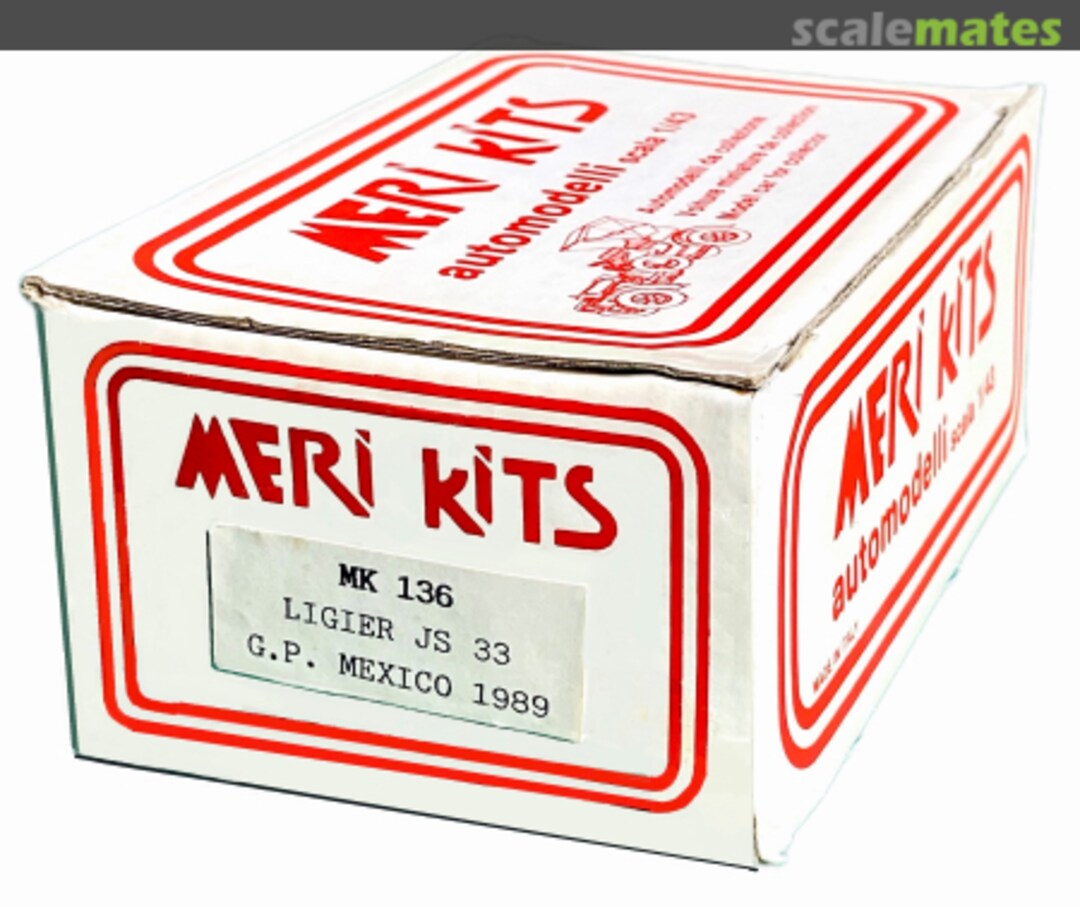 scalemates
MERi KiTS
automodelli scala 1/43
Automodelli da collezione
Voiture miniature de collection
Model car for collector
MERi KiTS
MK 136
LIGIER JS 33
G.P. MEXICO 1989
MERi KiTS
automodelli scala 1/43
MADE IN ITALY